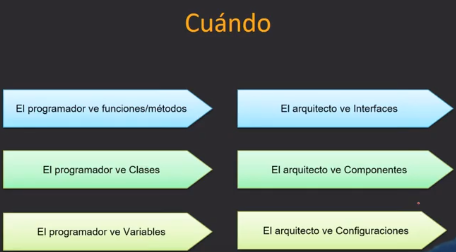 Cuándo
El programador ve funciones/métodos
El arquitecto ve Interfaces
El programador ve Clases
El arquitecto ve Componentes
El programador ve Variables
El arquitecto ve Configuraciones